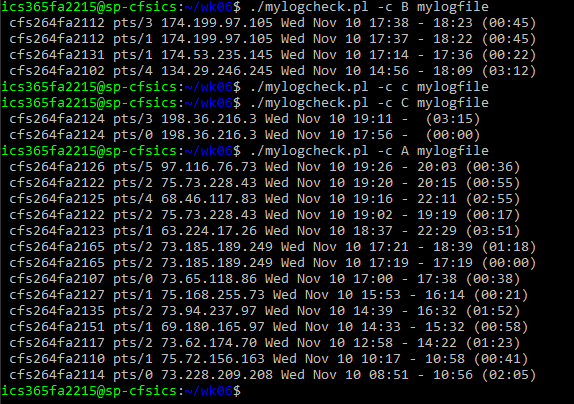 ics365fa2215@sp-cfsics:~/wk06$ ./mylogcheck.pl -c B mylogfile
cfs264fa2112 pts/3 174.199.97.105 Wed Nov 10 17:38 - 18:23 (00:45)
cfs264fa2112 pts/1 174.199.97.105 Wed Nov 10 17:37 - 18:22 (00:45)
cfs264fa2131 pts/1 174.53.235.145 Wed Nov 10 17:14 - 17:36 (00:22)
cfs264fa2102 pts/4 134.29.246.245 Wed Nov 10 14:56 - 18:09 (03:12)
ics365fa2215@sp-cfsics:~/wk06$ ./mylogcheck.pl -c c mylogfile
ics365fa2215@sp-cfsics:~/wk06$ ./mylogcheck.pl -c C mylogfile
cfs264fa2124 pts/3 198.36.216.3 Wed Nov 10 19:11 -  (03:15)
cfs264fa2124 pts/0 198.36.216.3 Wed Nov 10 17:56 -  (00:00)
ics365fa2215@sp-cfsics:~/wk06$ ./mylogcheck.pl -c A mylogfile
cfs264fa2126 pts/5 97.116.76.73 Wed Nov 10 19:26 - 20:03 (00:36)
cfs264fa2122 pts/2 75.73.228.43 Wed Nov 10 19:20 - 20:15 (00:55)
cfs264fa2125 pts/4 68.46.117.83 Wed Nov 10 19:16 - 22:11 (02:55)
cfs264fa2122 pts/2 75.73.228.43 Wed Nov 10 19:02 - 19:19 (00:17)
cfs264fa2123 pts/1 63.224.17.26 Wed Nov 10 18:37 - 22:29 (03:51)
cfs264fa2165 pts/2 73.185.189.249 Wed Nov 10 17:21 - 18:39 (01:18)
cfs264fa2165 pts/2 73.185.189.249 Wed Nov 10 17:19 - 17:19 (00:00)
cfs264fa2107 pts/0 73.65.118.86 Wed Nov 10 17:00 - 17:38 (00:38)
cfs264fa2127 pts/1 75.168.255.73 Wed Nov 10 15:53 - 16:14 (00:21)
cfs264fa2135 pts/2 73.94.237.97 Wed Nov 10 14:39 - 16:32 (01:52)
cfs264fa2151 pts/1 69.180.165.97 Wed Nov 10 14:33 - 15:32 (00:58)
cfs264fa2117 pts/2 73.62.174.70 Wed Nov 10 12:58 - 14:22 (01:23)
cfs264fa2110 pts/1 75.72.156.163 Wed Nov 10 10:17 - 10:58 (00:41)
cfs264fa2114 pts/0 73.228.209.208 Wed Nov 10 08:51 - 10:56 (02:05)
ics365fa2215@sp-cfsics:~/wk06$